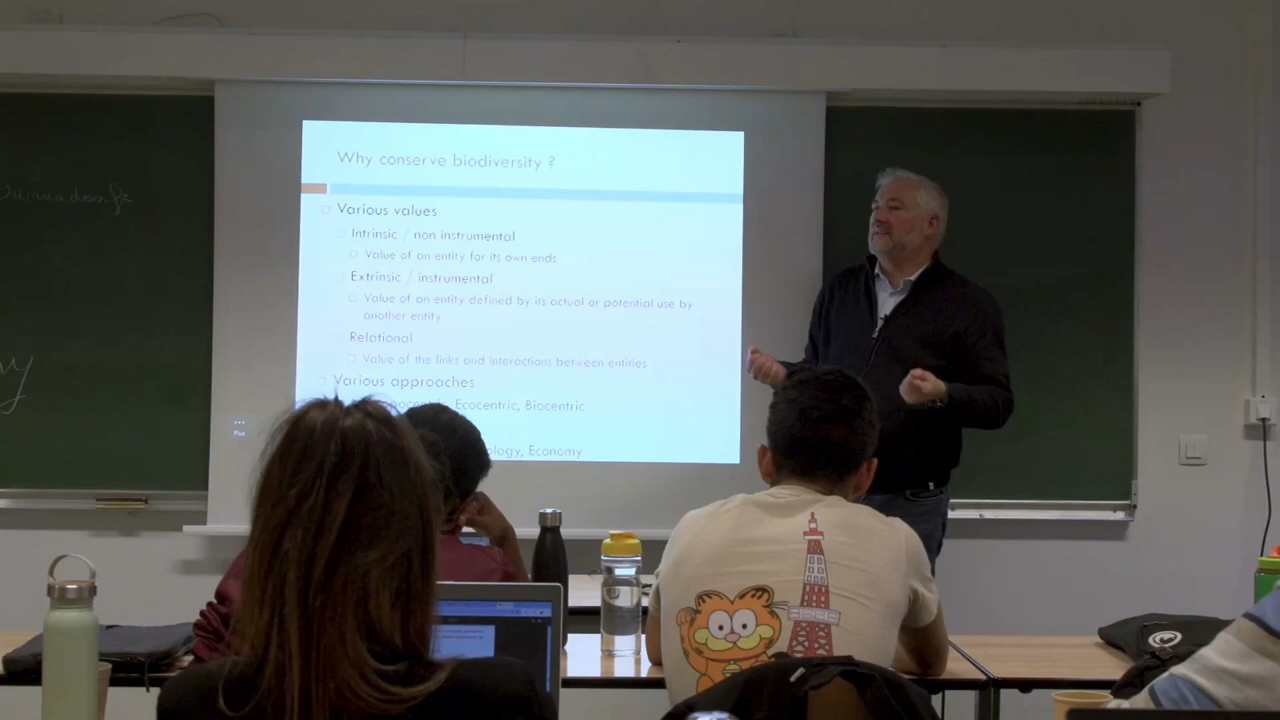 Why conserve biodiversity ?
Various values
Intrinsic / non instrumental
Value of an entity for its own ends
Extrinsic / instrumental
Value of an entity defined by its actual or potential use by
another entity
Relational
Value of the links and interactions between entities
Various approaches
Ecocentric, Biocentric
Economy